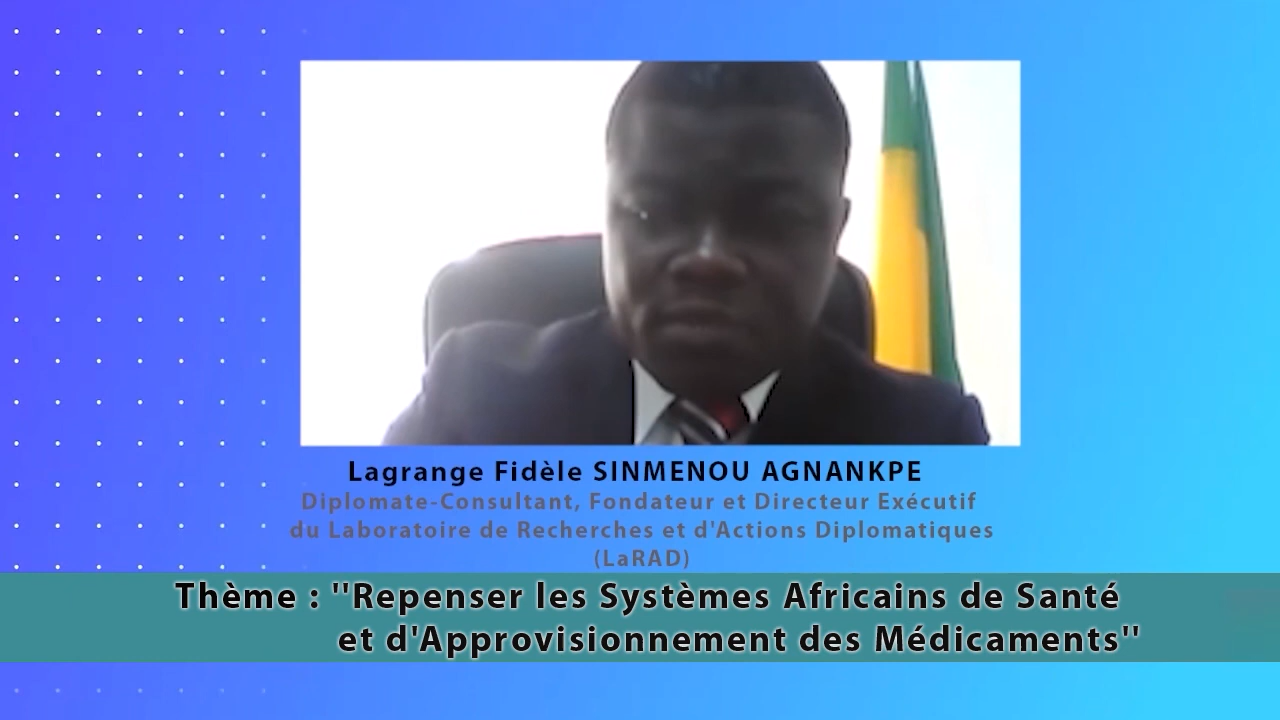 Lagrange Fidèle SINMENOU AGNANKPE
Diplomate-Consultant, Fondateur et Directeur Exécutif
du Laboratoire de Recherches et d'Actions Diplomatiques
(LaRAD)
Thème : ''Repenser les Systèmes Africains de Santé
et d'Approvisionnement des Médicaments''